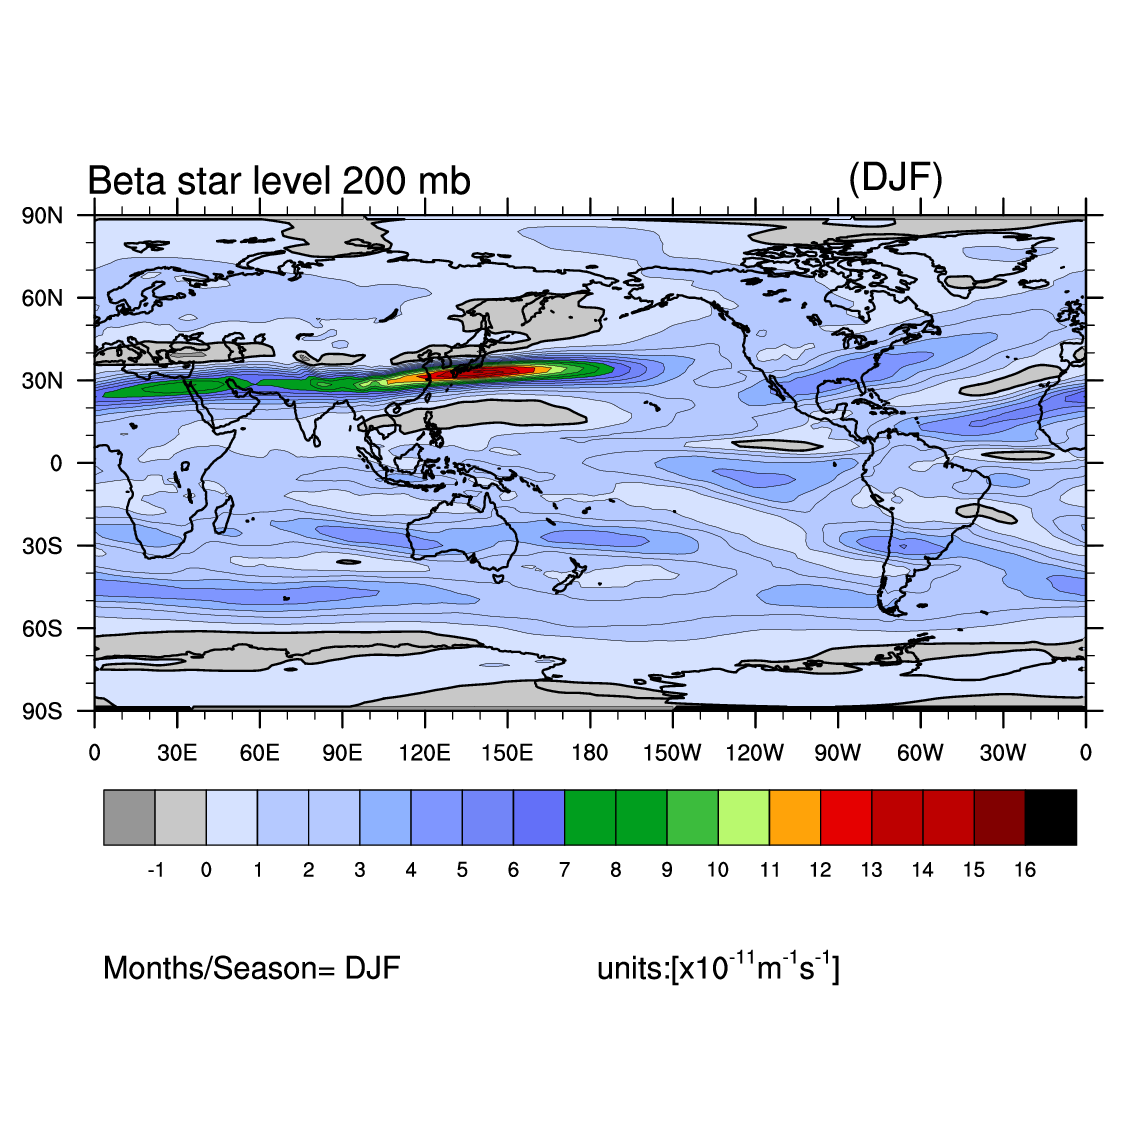 Beta star level 200 mb (DJF)
90N
60N
30N
0
30S
60S
90S
0 30E 60E 90E 120E 150E 180 150W 120W 90W 60W 30W 0
-1 0 1 2 3 4 5 6 7 8 9 10 11 12 13 14 15 16
Months/Season= DJF units:[x10⁻¹¹m⁻¹s⁻¹]